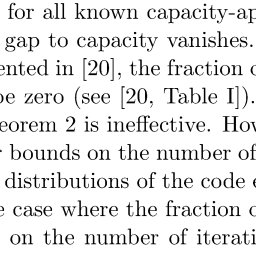 for all known capacity-ap
gap to capacity vanishes.
ented in [20], the fraction o
be zero (see [20, Table I]).
eorem 2 is ineffective. How
bounds on the number of
distributions of the code e
e case where the fraction o
on the number of iterati